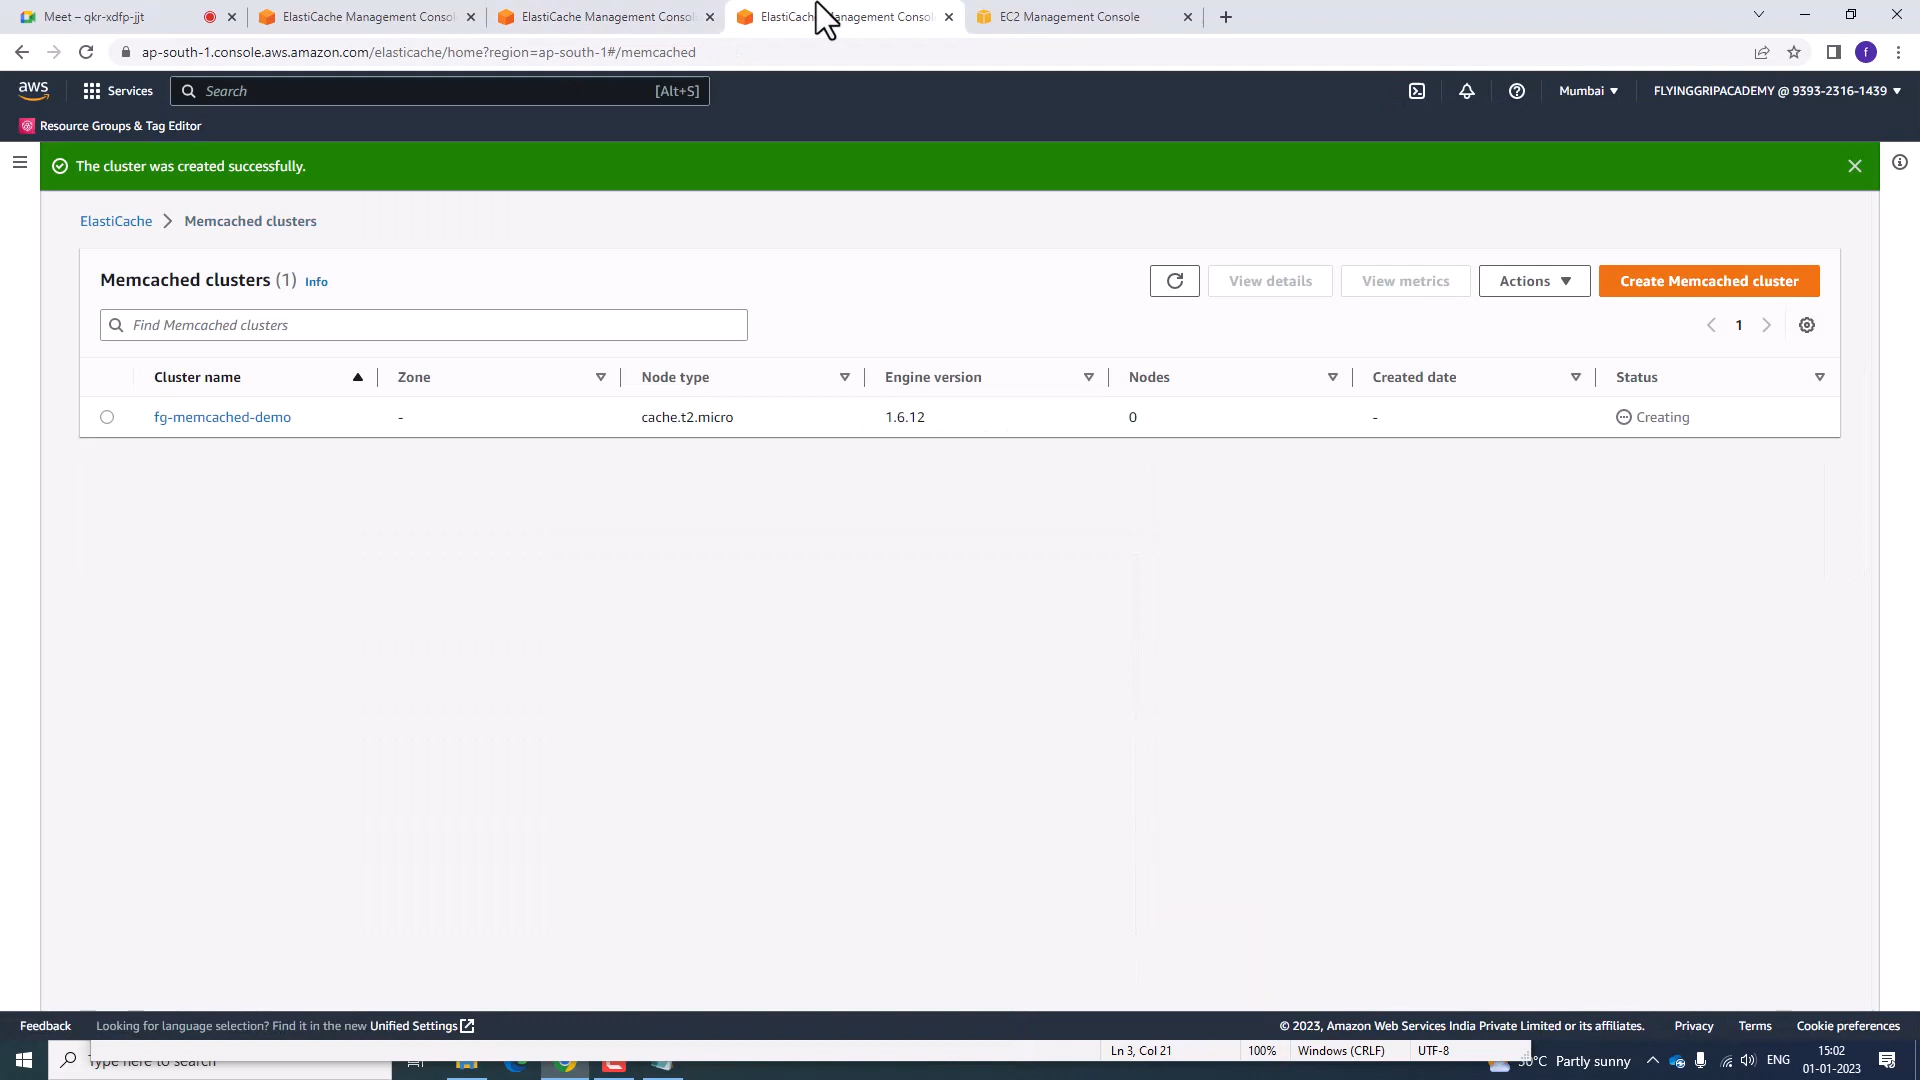 Meet – qkr-xdfp-jjt
ElastiCache Management Consol
ElastiCache Management Consol
ElastiCache Management Consol
EC2 Management Console
ap-south-1.console.aws.amazon.com/elasticache/home?region=ap-south-1#/memcached
f
aws
Services
Search
[Alt+S]
Mumbai
FLYINGGRIPACADEMY @ 9393-2316-1439
Resource Groups & Tag Editor
The cluster was created successfully.
ElastiCache
Memcached clusters
Memcached clusters (1) Info
View details
View metrics
Actions
Create Memcached cluster
Find Memcached clusters
1
Cluster name
Zone
Node type
Engine version
Nodes
Created date
Status
fg-memcached-demo
-
cache.t2.micro
1.6.12
0
-
Creating
Feedback
Looking for language selection? Find it in the new Unified Settings
© 2023, Amazon Web Services India Private Limited or its affiliates.
Privacy
Terms
Cookie preferences
Type here to search
Ln 3, Col 21
100%
Windows (CRLF)
UTF-8
0°C Partly sunny
ENG
15:02
01-01-2023